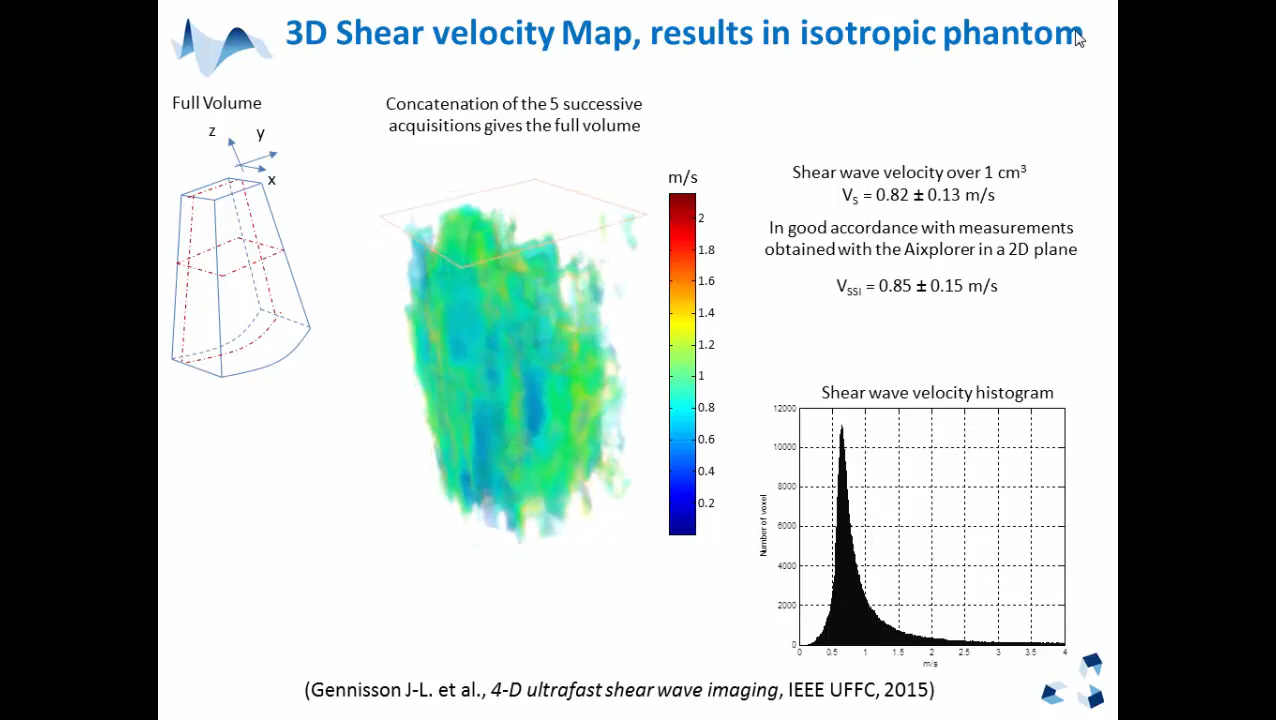 3D Shear velocity Map, results in isotropic phantom
Full Volume
z
y
x
Concatenation of the 5 successive
acquisitions gives the full volume
m/s
2
1.8
1.6
1.4
1.2
1
0.8
0.6
0.4
0.2
Shear wave velocity over 1 cm³
V_S = 0.82 ± 0.13 m/s
In good accordance with measurements
obtained with the Aixplorer in a 2D plane
V_SSI = 0.85 ± 0.15 m/s
Shear wave velocity histogram
12000
10000
8000
6000
4000
2000
0
Number of voxel
0 0.5 1 1.5 2 2.5 3 3.5 4
m/s
(Gennisson J-L. et al., 4-D ultrafast shear wave imaging, IEEE UFFC, 2015)